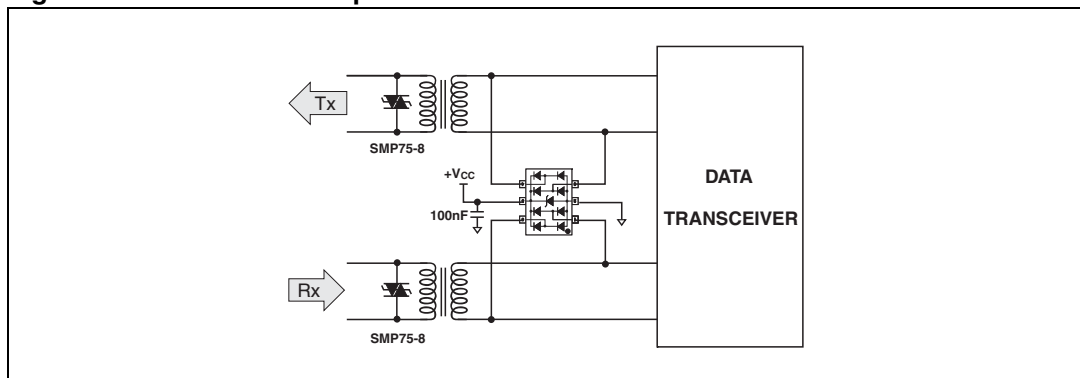 Tx
SMP75-8
+Vcc
100nF
DATA
TRANSCEIVER
Rx
SMP75-8